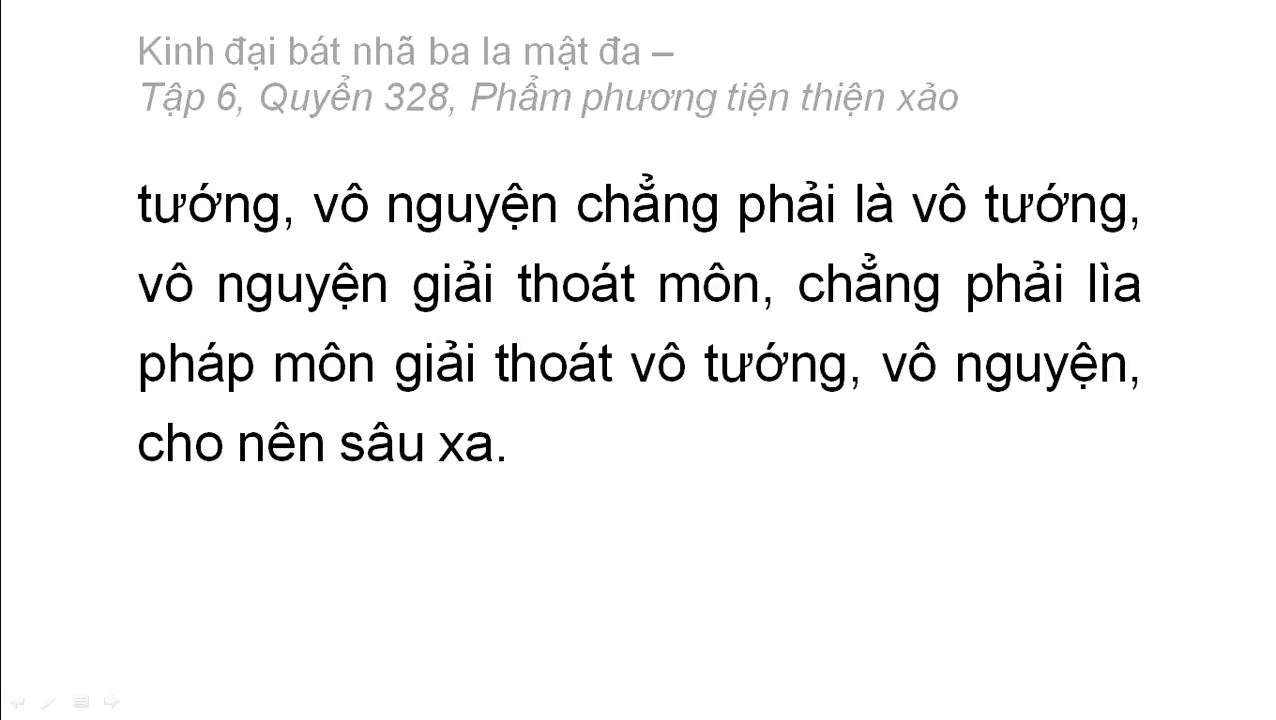 Kinh đại bát nhã ba la mật đa –
Tập 6, Quyển 328, Phẩm phương tiện thiện xảo
tướng, vô nguyện chẳng phải là vô tướng,
vô nguyện giải thoát môn, chẳng phải lìa
pháp môn giải thoát vô tướng, vô nguyện,
cho nên sâu xa.